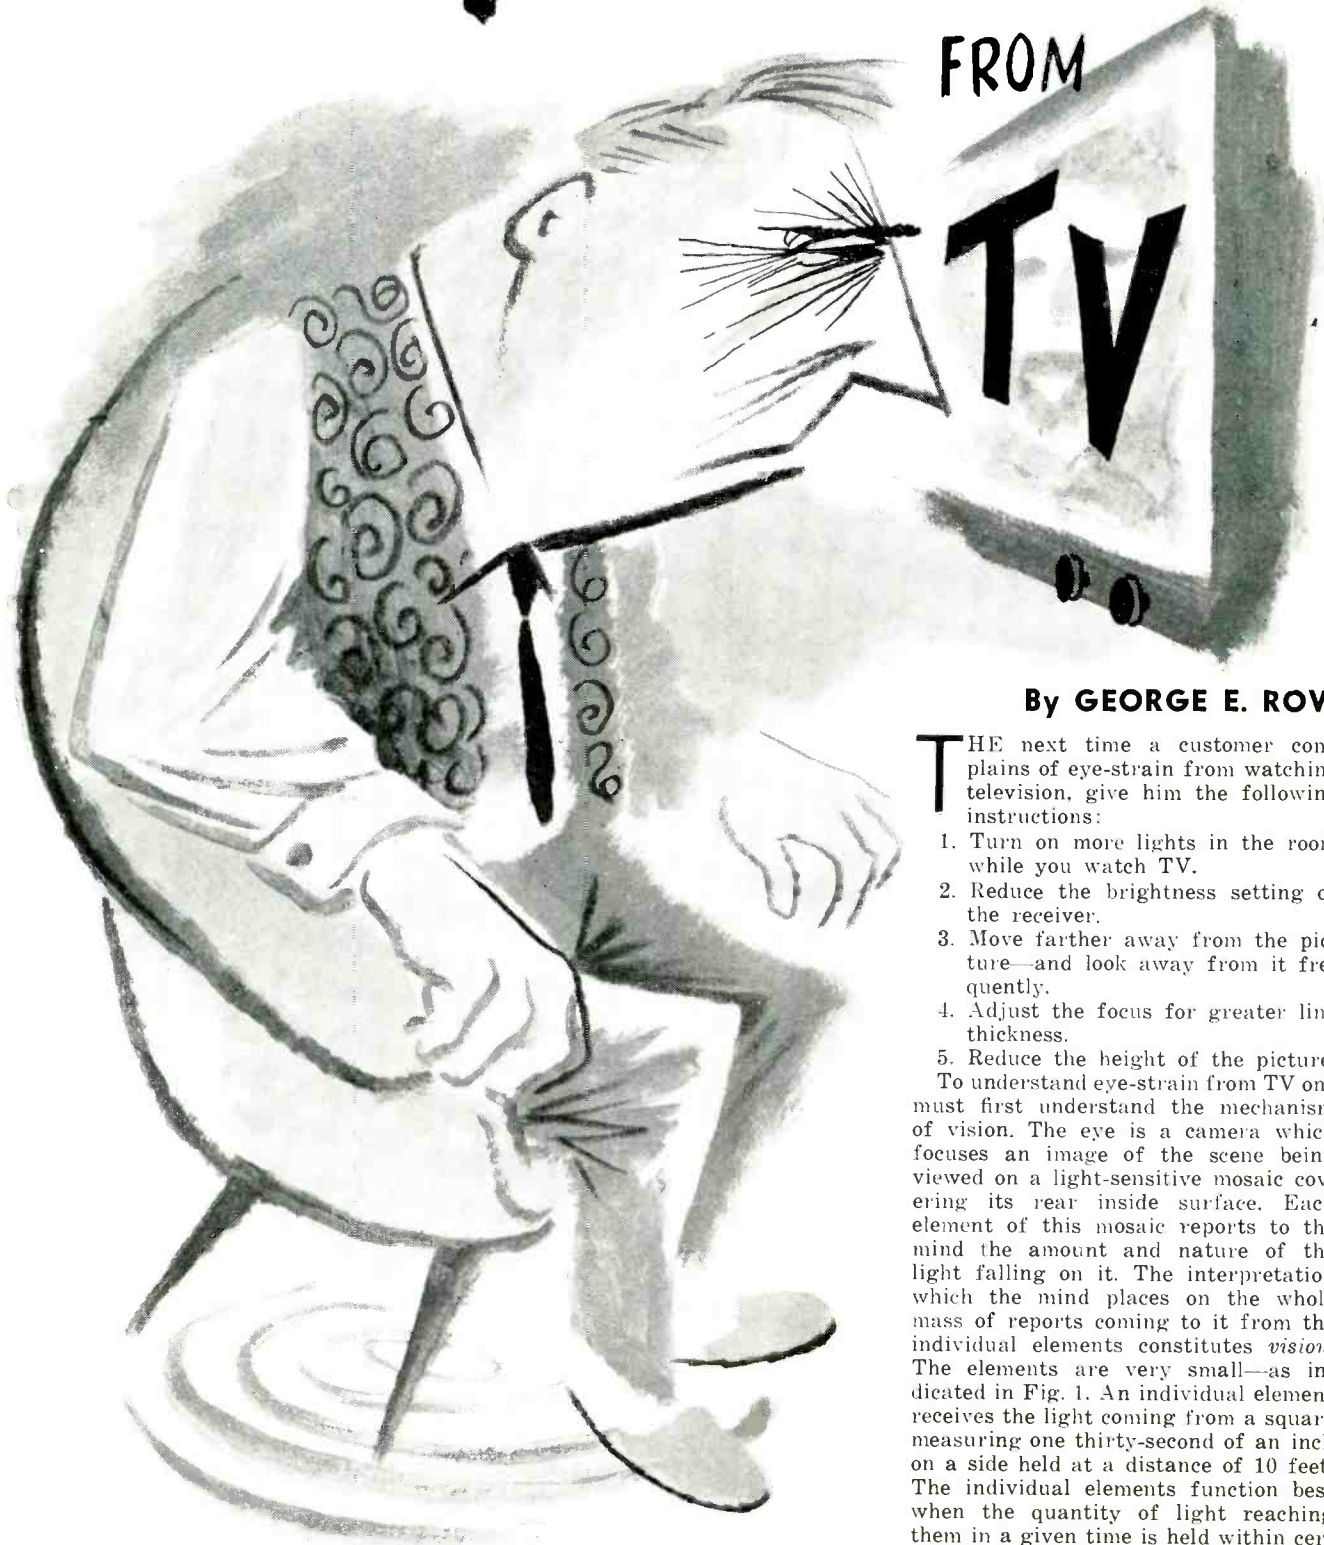 FROM
TV
By GEORGE E. ROW
THE next time a customer com
plains of eye-strain from watchin
television, give him the followin
instructions:
1. Turn on more lights in the roor
while you watch TV.
2. Reduce the brightness setting o
the receiver.
3. Move farther away from the pic
ture—and look away from it fre
quently.
4. Adjust the focus for greater lin
thickness.
5. Reduce the height of the picture
To understand eye-strain from TV on
must first understand the mechanisr
of vision. The eye is a camera whic
focuses an image of the scene bein
viewed on a light-sensitive mosaic cov
ering its rear inside surface. Eac
element of this mosaic reports to th
mind the amount and nature of th
light falling on it. The interpretatio
which the mind places on the whol
mass of reports coming to it from th
individual elements constitutes vision
The elements are very small—as in
dicated in Fig. 1. An individual elemen
receives the light coming from a squar
measuring one thirty-second of an inc
on a side held at a distance of 10 feet
The individual elements function bes
when the quantity of light reaching
them in a given time is held within cer